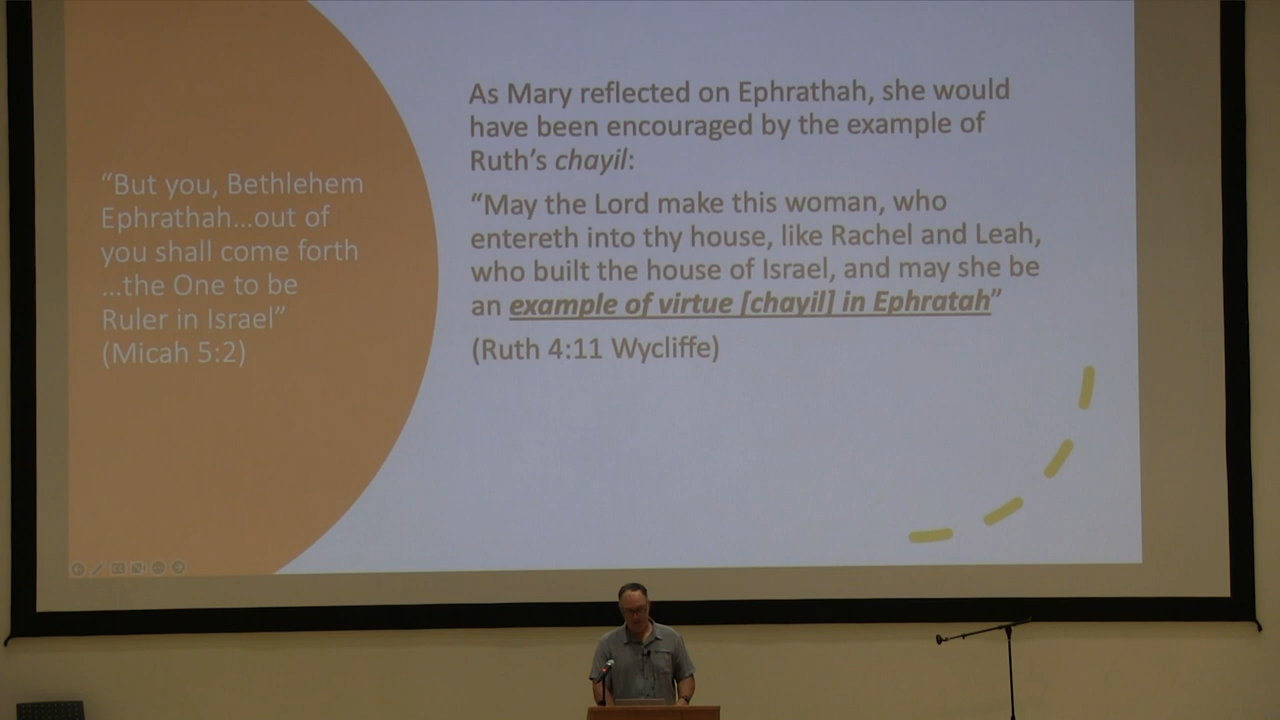 “But you, Bethlehem
Ephrathah...out of
you shall come forth
...the One to be
Ruler in Israel”
(Micah 5:2)
As Mary reflected on Ephrathah, she would
have been encouraged by the example of
Ruth’s chayil:
“May the Lord make this woman, who
entereth into thy house, like Rachel and Leah,
who built the house of Israel, and may she be
an example of virtue [chayil] in Ephratah”
(Ruth 4:11 Wycliffe)